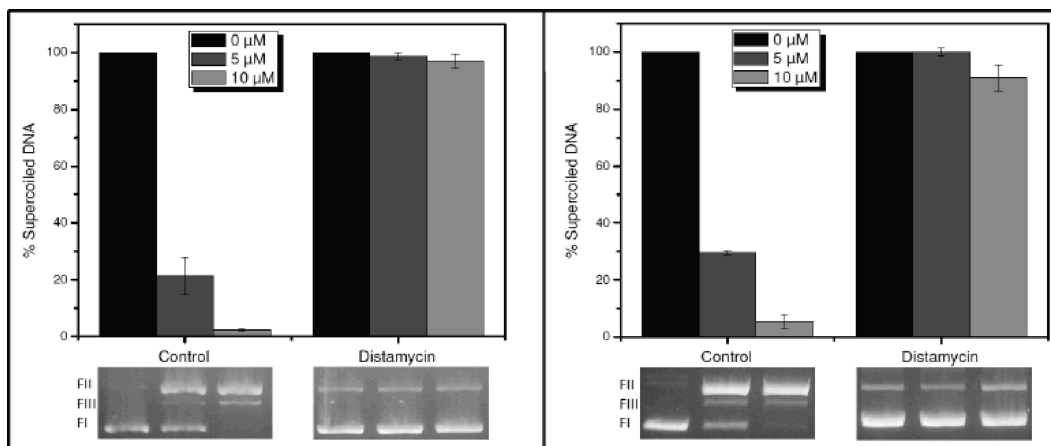 % Supercoiled DNA
100
80
60
40
20
0
0 µM
5 µM
10 µM
Control
Distamycin
FII
FIII
FI
% Supercoiled DNA
100
80
60
40
20
0
0 µM
5 µM
10 µM
Control
Distamycin
FII
FIII
FI